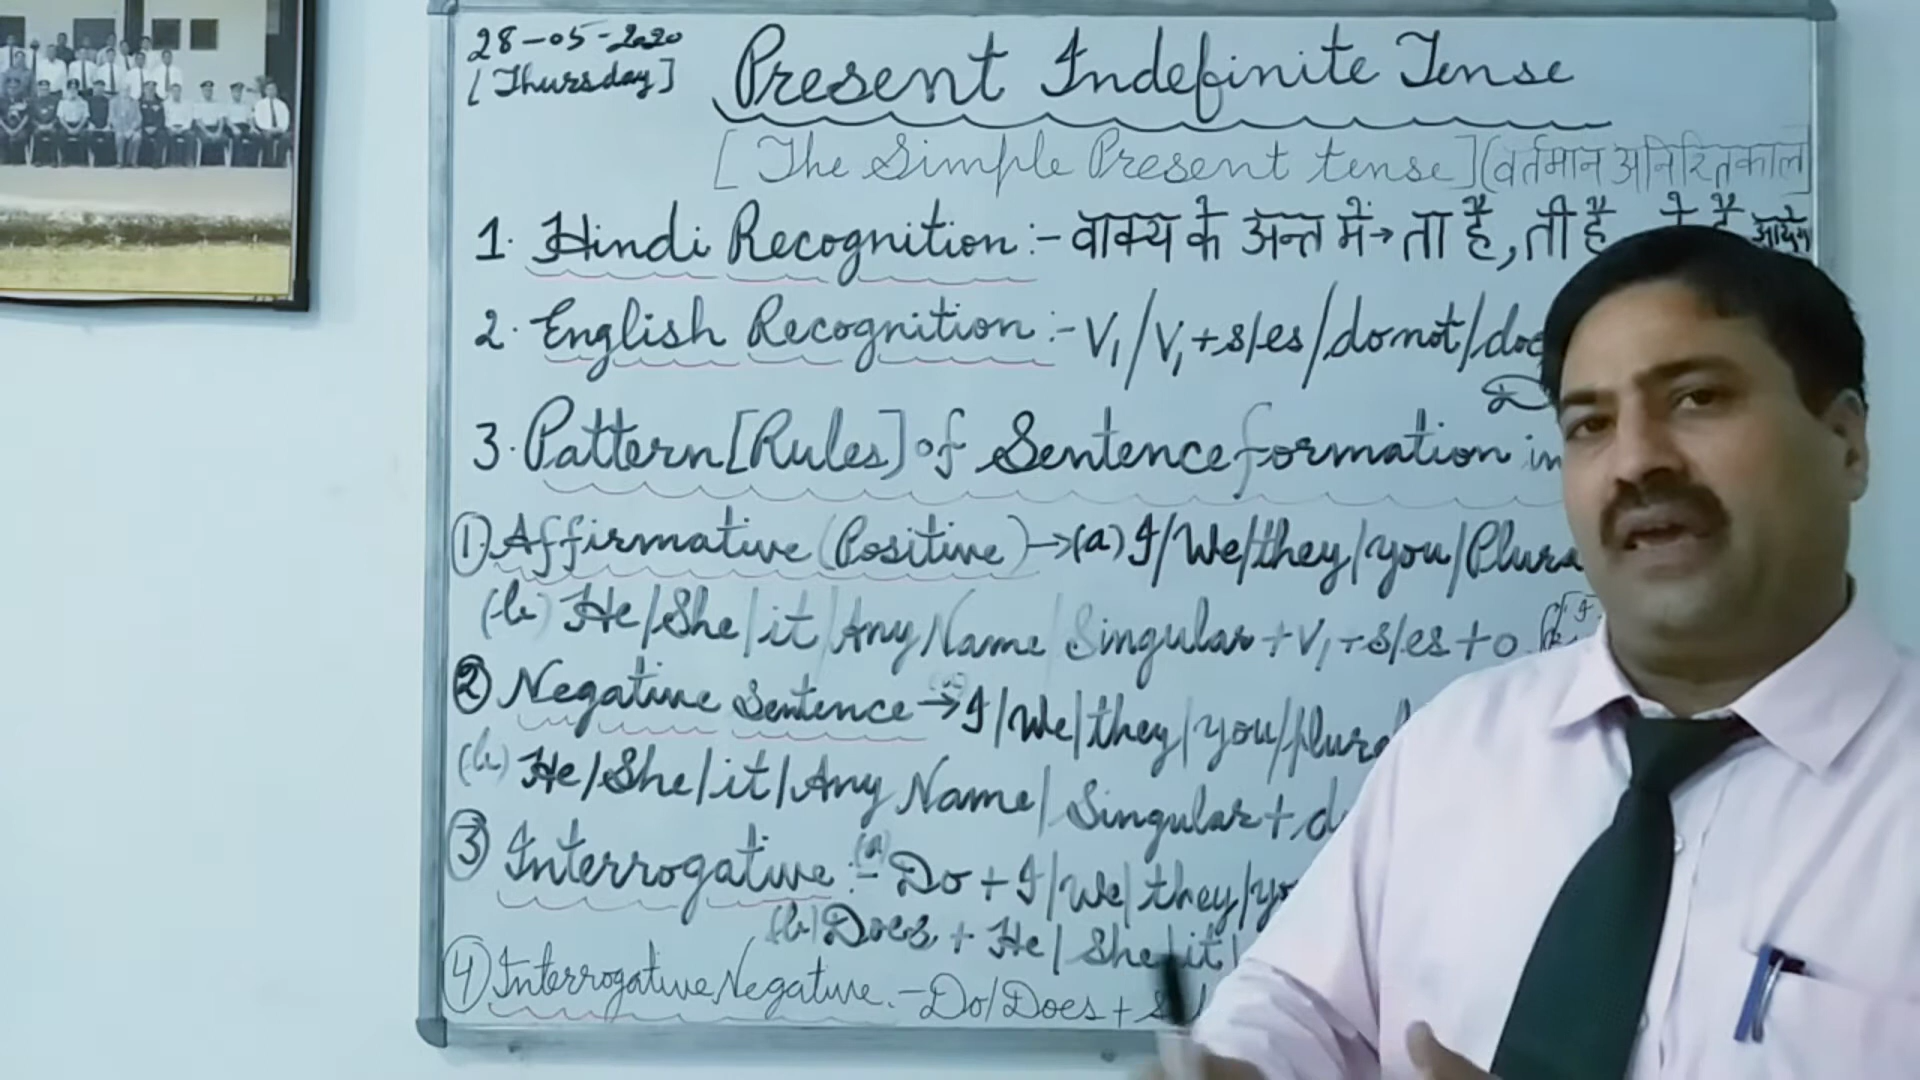 28-05-2020
[Thursday]
Present Indefinite Tense
[The Simple Present tense] (वर्तमान अनिरितकाल)
1. Hindi Recognition:- वाक्य के अन्त में→ ता है, ती है
2. English Recognition:- V1/V1+s/es/do not/doe
3. Pattern [Rules] of Sentence formation in
① Affirmative (Positive) →(a) I/We/they/you/Plura
(b) He/She/it/Any Name/Singular+V1+s/es+o
② Negative Sentence →(a) I/We/they/you/plura
(b) He/She/it/Any Name/Singular+d
③ Interrogative:- (a) Do+I/We/they/yo
(b) Does + He/She/it/
④ Interrogative Negative.-Do/Does+S